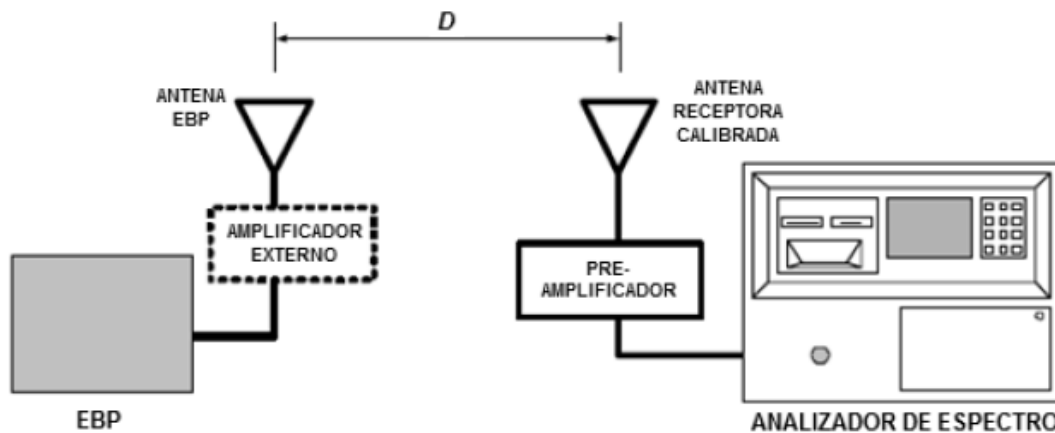 D
ANTENA
EBP
ANTENA
RECEPTORA
CALIBRADA
AMPLIFICADOR
EXTERNO
PRE-
AMPLIFICADOR
EBP
ANALIZADOR DE ESPECTRO